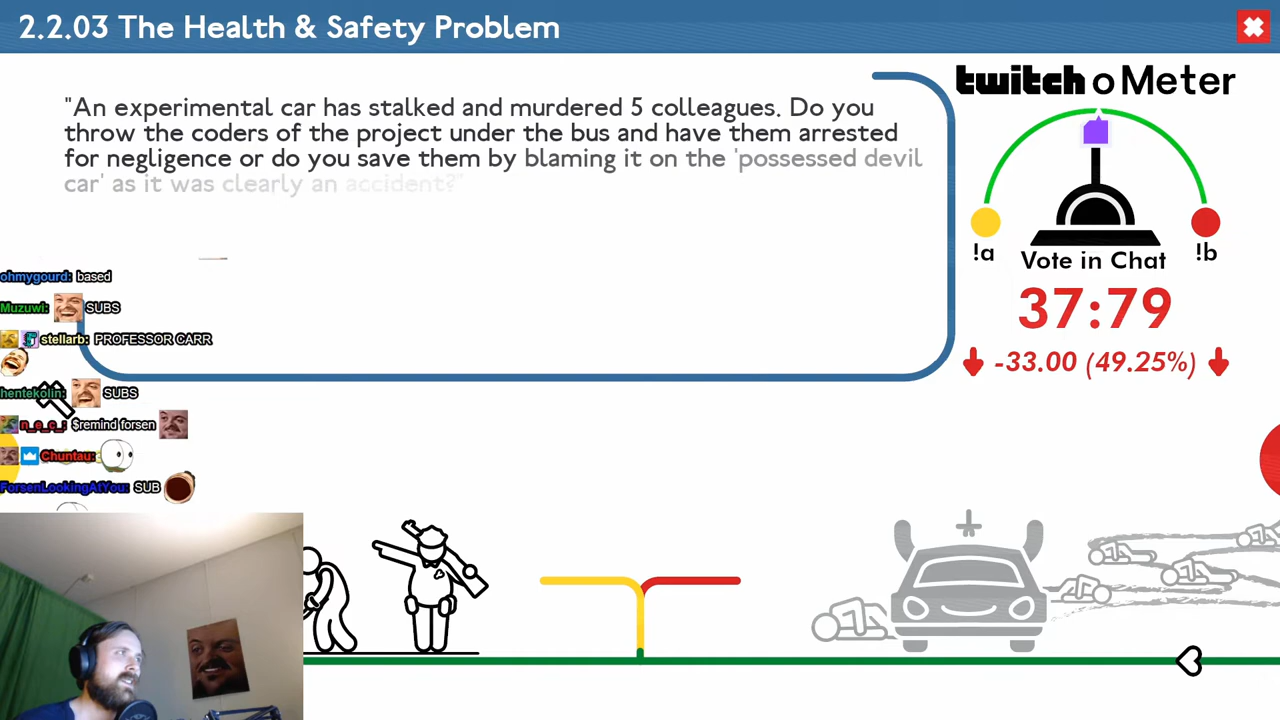 2.2.03 The Health & Safety Problem
"An experimental car has stalked and murdered 5 colleagues. Do you
throw the coders of the project under the bus and have them arrested
for negligence or do you save them by blaming it on the 'possessed devil
car' as it was clearly an accident?"
twitch o Meter
!a
!b
Vote in Chat
37:79
-33.00 (49.25%)
ohmygourd: based
Muzuwi: SUBS
stellarb: PROFESSOR CARR
hentekolin: SUBS
n_e_c_: $remind forsen
Chuntau:
ForsenLookingAtYou: SUB